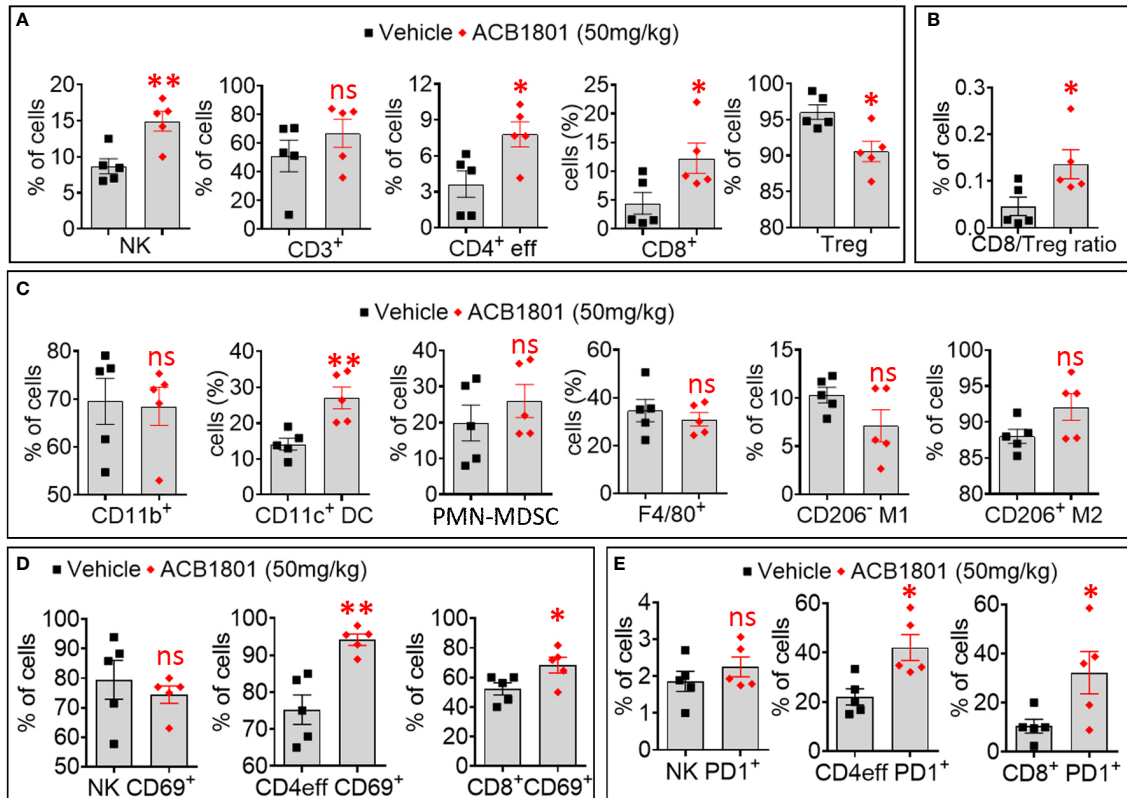 A
■ Vehicle ♦ ACB1801 (50mg/kg)
% of cells
20
15
10
5
0
**
NK
% of cells
100
80
60
40
20
0
ns
CD3+
% of cells
12
9
6
3
0
*
CD4+ eff
cells (%)
25
20
15
10
5
0
*
CD8+
% of cells
100
95
90
85
80
*
Treg
B
0.3
0.2
0.1
0.0
*
CD8/Treg ratio
C
■ Vehicle ♦ ACB1801 (50mg/kg)
% of cells
80
70
60
50
ns
CD11b+
cells (%)
40
30
20
10
0
**
CD11c+ DC
% of cells
40
30
20
10
0
ns
PMN-MDSC
cells (%)
60
40
20
0
ns
F4/80+
% of cells
15
10
5
0
ns
CD206- M1
% of cells
100
95
90
85
80
ns
CD206+ M2
D
■ Vehicle ♦ ACB1801 (50mg/kg)
% of cells
100
90
80
70
60
50
ns
NK CD69+
% of cells
100
90
80
70
60
**
CD4eff CD69+
% of cells
100
80
60
40
20
0
*
CD8+CD69+
E
■ Vehicle ♦ ACB1801 (50mg/kg)
% of cells
4
3
2
1
0
ns
NK PD1+
% of cells
60
40
20
0
*
CD4eff PD1+
% of cells
60
40
20
0
*
CD8+ PD1+